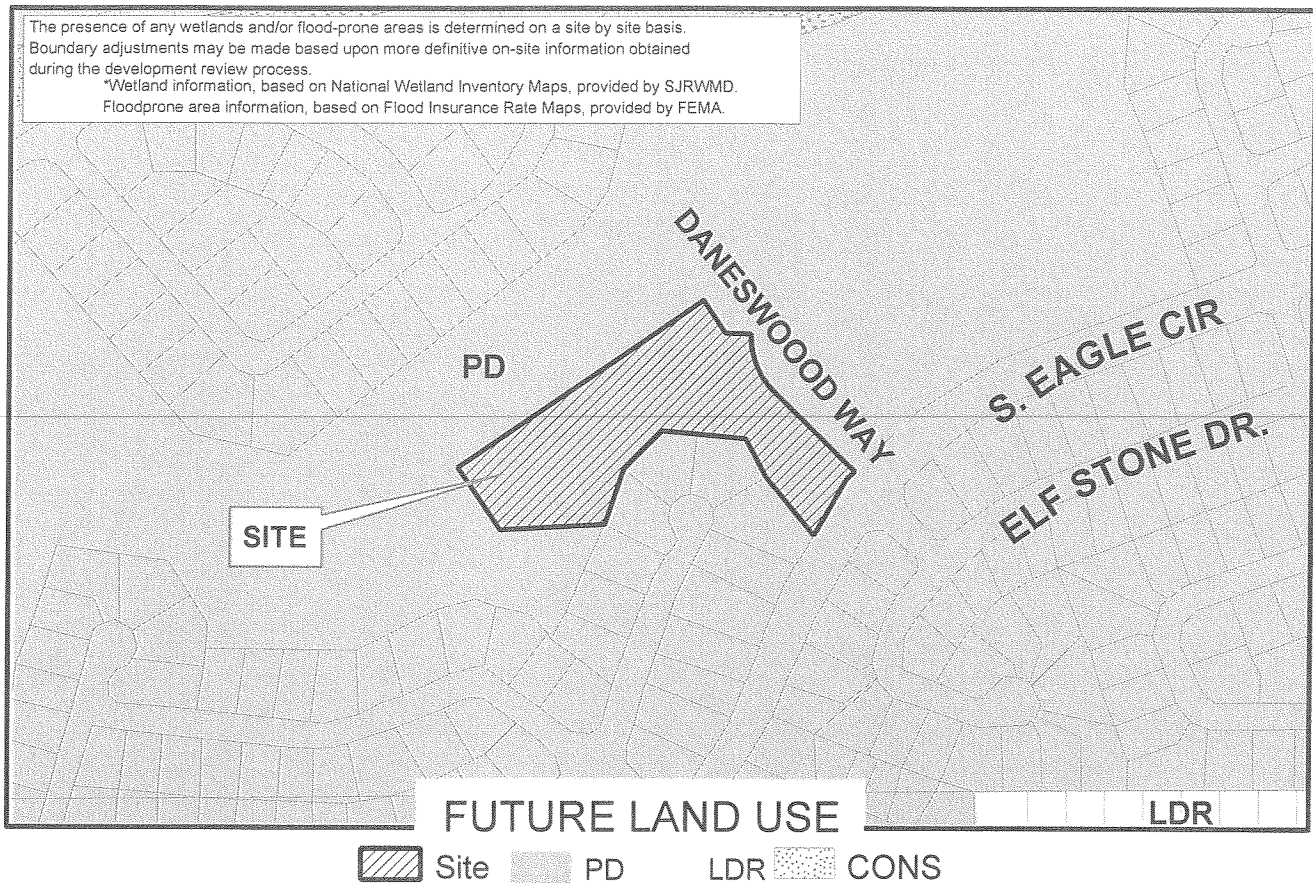 The presence of any wetlands and/or flood-prone areas is determined on a site by site basis.
Boundary adjustments may be made based upon more definitive on-site information obtained
during the development review process.
*Wetland information, based on National Wetland Inventory Maps, provided by SJRWMD.
Floodprone area information, based on Flood Insurance Rate Maps, provided by FEMA.
DANESWOOOD WAY
PD
S. EAGLE CIR
ELF STONE DR.
SITE
LDR
FUTURE LAND USE
Site PD LDR CONS